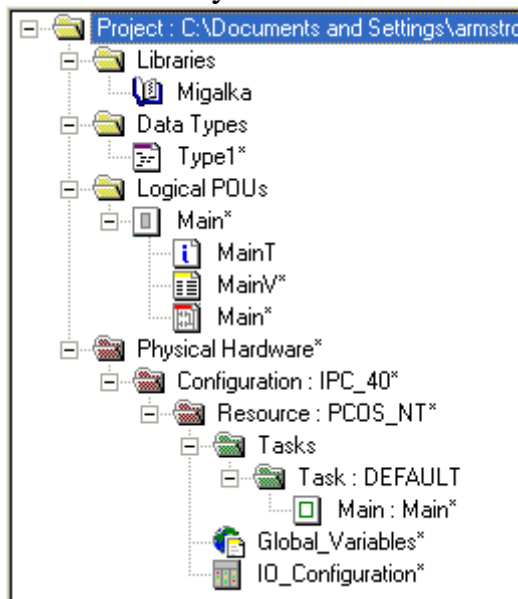 Project : C:\Documents and Settings\armstro
Libraries
Migalka
Data Types
Type1*
Logical POUs
Main*
MainT
MainV*
Main*
Physical Hardware*
Configuration : IPC_40*
Resource : PCOS_NT*
Tasks
Task : DEFAULT
Main : Main*
Global_Variables*
IO_Configuration*